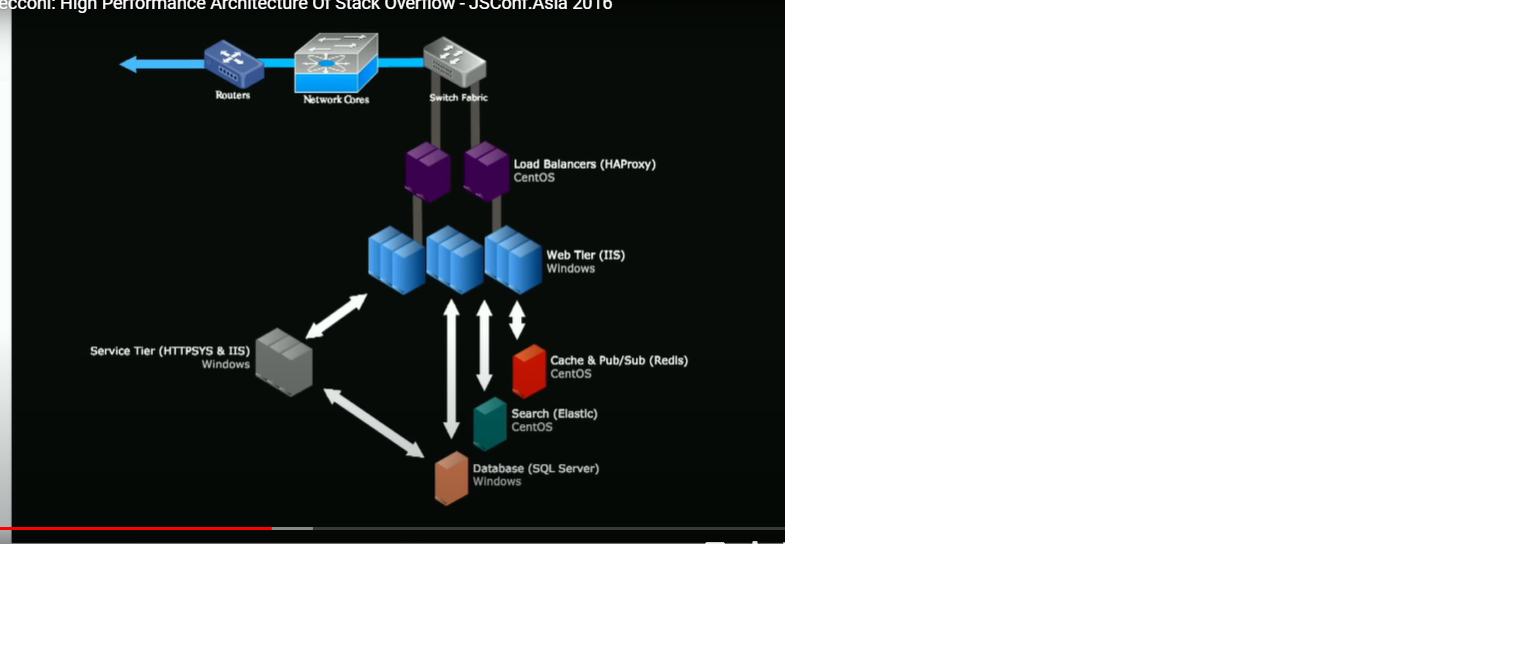 High Performance Architecture Of Stack Overflow - JSConf.Asia 2016
Routers
Network Cores
Switch Fabric
Load Balancers (HAProxy)
CentOS
Web Tier (IIS)
Windows
Service Tier (HTTPSYS & IIS)
Windows
Cache & Pub/Sub (Redis)
CentOS
Search (Elastic)
CentOS
Database (SQL Server)
Windows